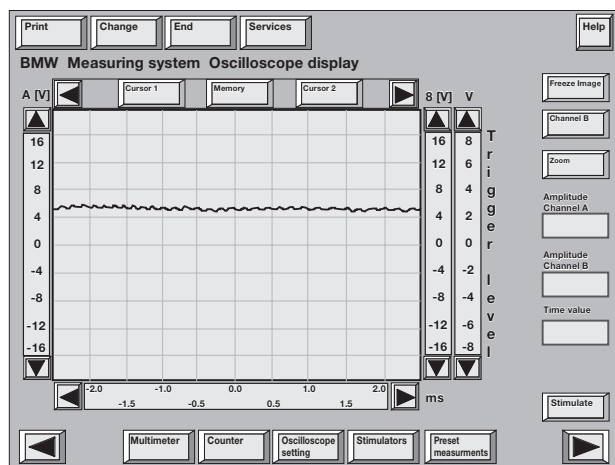 Print Change End Services Help
BMW Measuring system Oscilloscope display
A [V] Cursor 1 Memory Cursor 2 8 [V] V
Freeze Image
Channel B
Zoom
Amplitude
Channel A
Amplitude
Channel B
Time value
Stimulate
16
12
8
4
0
-4
-8
-12
-16
16
12
8
4
0
-4
-8
-12
-16
8
6
4
2
0
-2
-4
-6
-8
Trigger level
-2.0 -1.0 0.0 1.0 2.0
-1.5 -0.5 0.5 1.5
ms
Multimeter Counter Oscilloscope setting Stimulators Preset measurments